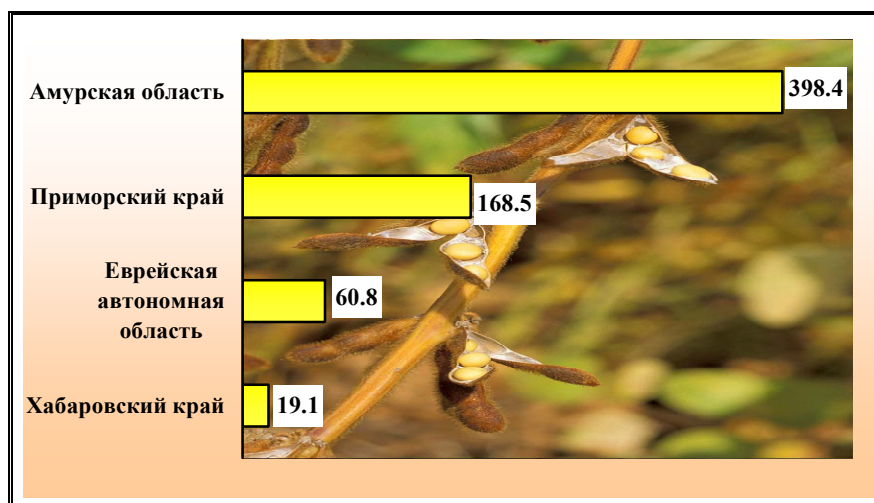 Амурская область
398.4
Приморский край
168.5
Еврейская
автономная
область
60.8
Хабаровский край
19.1